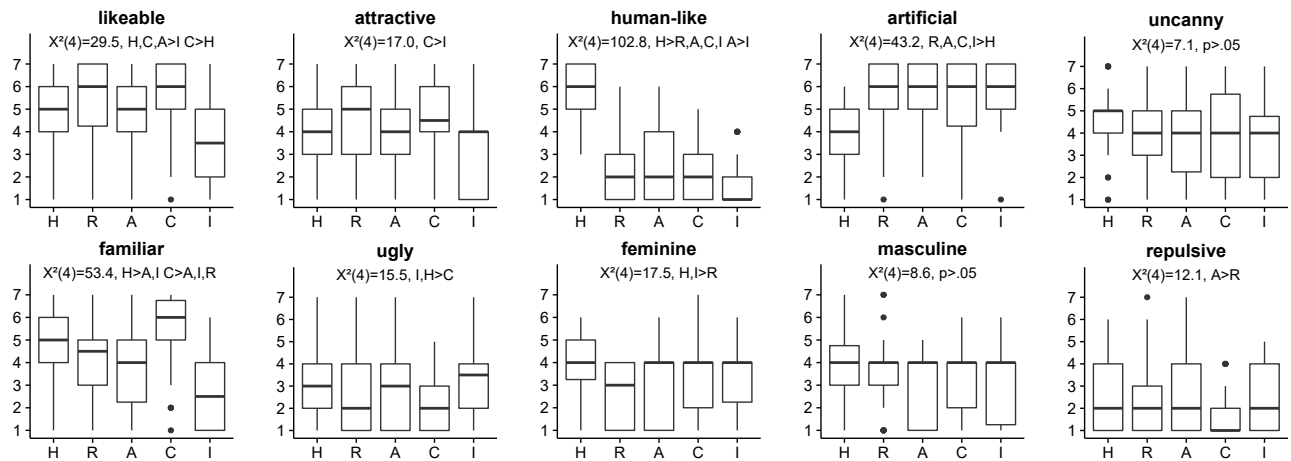 likeable
X²(4)=29.5, H,C,A>I C>H
7
6
5
4
3
2
1
H R A C I
attractive
X²(4)=17.0, C>I
7
6
5
4
3
2
1
H R A C I
human-like
X²(4)=102.8, H>R,A,C,I A>I
7
6
5
4
3
2
1
H R A C I
artificial
X²(4)=43.2, R,A,C,I>H
7
6
5
4
3
2
1
H R A C I
uncanny
X²(4)=7.1, p>.05
7
6
5
4
3
2
1
H R A C I
familiar
X²(4)=53.4, H>A,I C>A,I,R
7
6
5
4
3
2
1
H R A C I
ugly
X²(4)=15.5, I,H>C
7
6
5
4
3
2
1
H R A C I
feminine
X²(4)=17.5, H,I>R
7
6
5
4
3
2
1
H R A C I
masculine
X²(4)=8.6, p>.05
7
6
5
4
3
2
1
H R A C I
repulsive
X²(4)=12.1, A>R
7
6
5
4
3
2
1
H R A C I